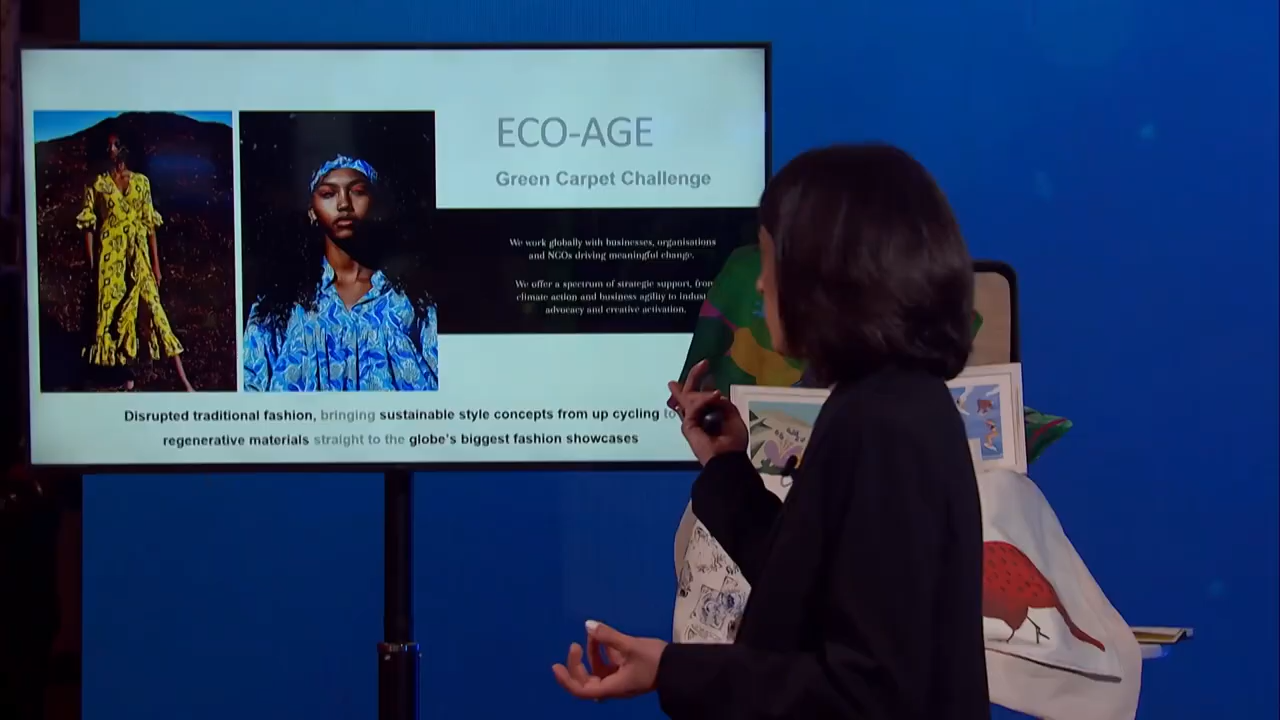 ECO-AGE
Green Carpet Challenge
We work globally with businesses, organisations
and NGOs driving meaningful change.
We offer a spectrum of strategic support, from
climate action and business agility to
advocacy and creative activation.
Disrupted traditional fashion, bringing sustainable style concepts from up cycling to
regenerative materials straight to the globe's biggest fashion showcases